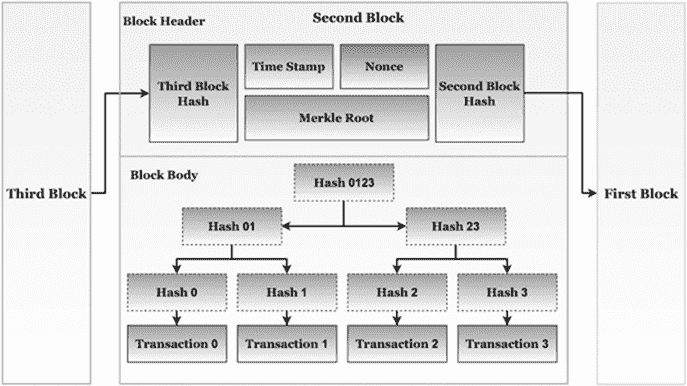 Second Block
Block Header
Third Block
Hash
Time Stamp
Nonce
Second Block
Hash
Merkle Root
Third Block
First Block
Block Body
Hash 0123
Hash 01
Hash 23
Hash 0
Hash 1
Hash 2
Hash 3
Transaction 0
Transaction 1
Transaction 2
Transaction 3